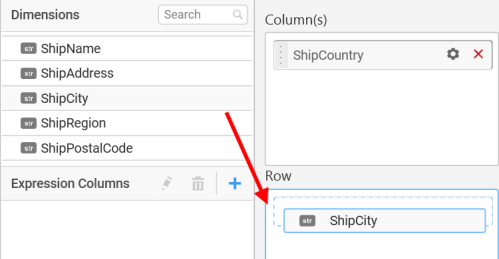 Dimensions
Search
str ShipName
str ShipAddress
str ShipCity
str ShipRegion
str ShipPostalCode
Expression Columns
Column(s)
ShipCountry
Row
str ShipCity